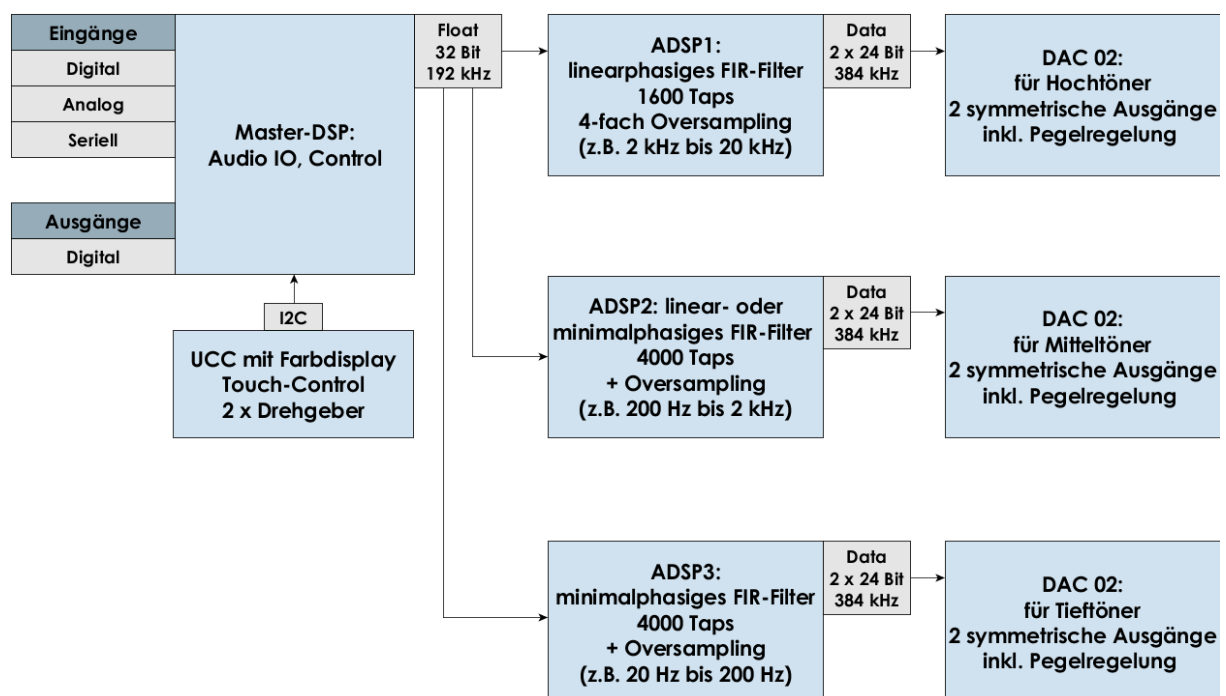 Eingänge
Digital
Analog
Seriell
Ausgänge
Digital
Master-DSP:
Audio IO, Control
I2C
UCC mit Farbdisplay
Touch-Control
2 x Drehgeber
Float
32 Bit
192 kHz
ADSP1:
linearphasiges FIR-Filter
1600 Taps
4-fach Oversampling
(z.B. 2 kHz bis 20 kHz)
Data
2 x 24 Bit
384 kHz
DAC 02:
für Hochtöner
2 symmetrische Ausgänge
inkl. Pegelregelung
ADSP2: linear- oder
minimalphasiges FIR-Filter
4000 Taps
+ Oversampling
(z.B. 200 Hz bis 2 kHz)
Data
2 x 24 Bit
384 kHz
DAC 02:
für Mitteltöner
2 symmetrische Ausgänge
inkl. Pegelregelung
ADSP3:
minimalphasiges FIR-Filter
4000 Taps
+ Oversampling
(z.B. 20 Hz bis 200 Hz)
Data
2 x 24 Bit
384 kHz
DAC 02:
für Tieftöner
2 symmetrische Ausgänge
inkl. Pegelregelung